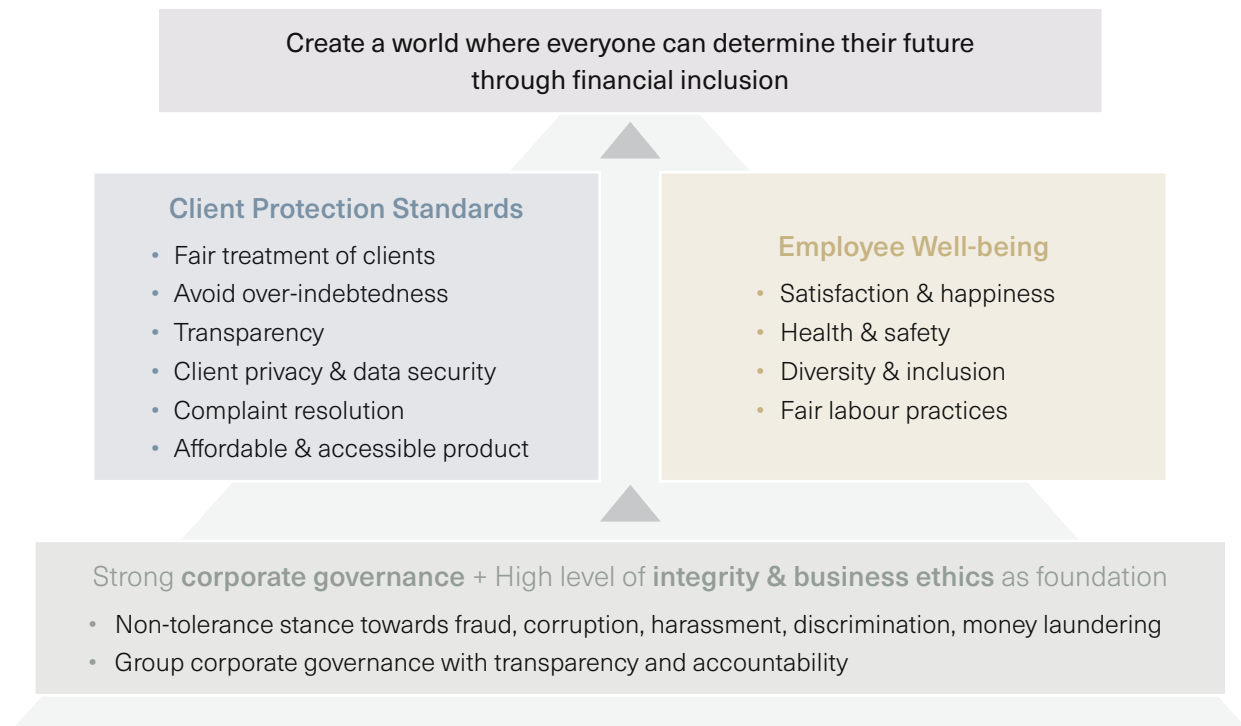 Create a world where everyone can determine their future
through financial inclusion
Client Protection Standards
• Fair treatment of clients
• Avoid over-indebtedness
• Transparency
• Client privacy & data security
• Complaint resolution
• Affordable & accessible product
Employee Well-being
• Satisfaction & happiness
• Health & safety
• Diversity & inclusion
• Fair labour practices
Strong corporate governance + High level of integrity & business ethics as foundation
• Non-tolerance stance towards fraud, corruption, harassment, discrimination, money laundering
• Group corporate governance with transparency and accountability